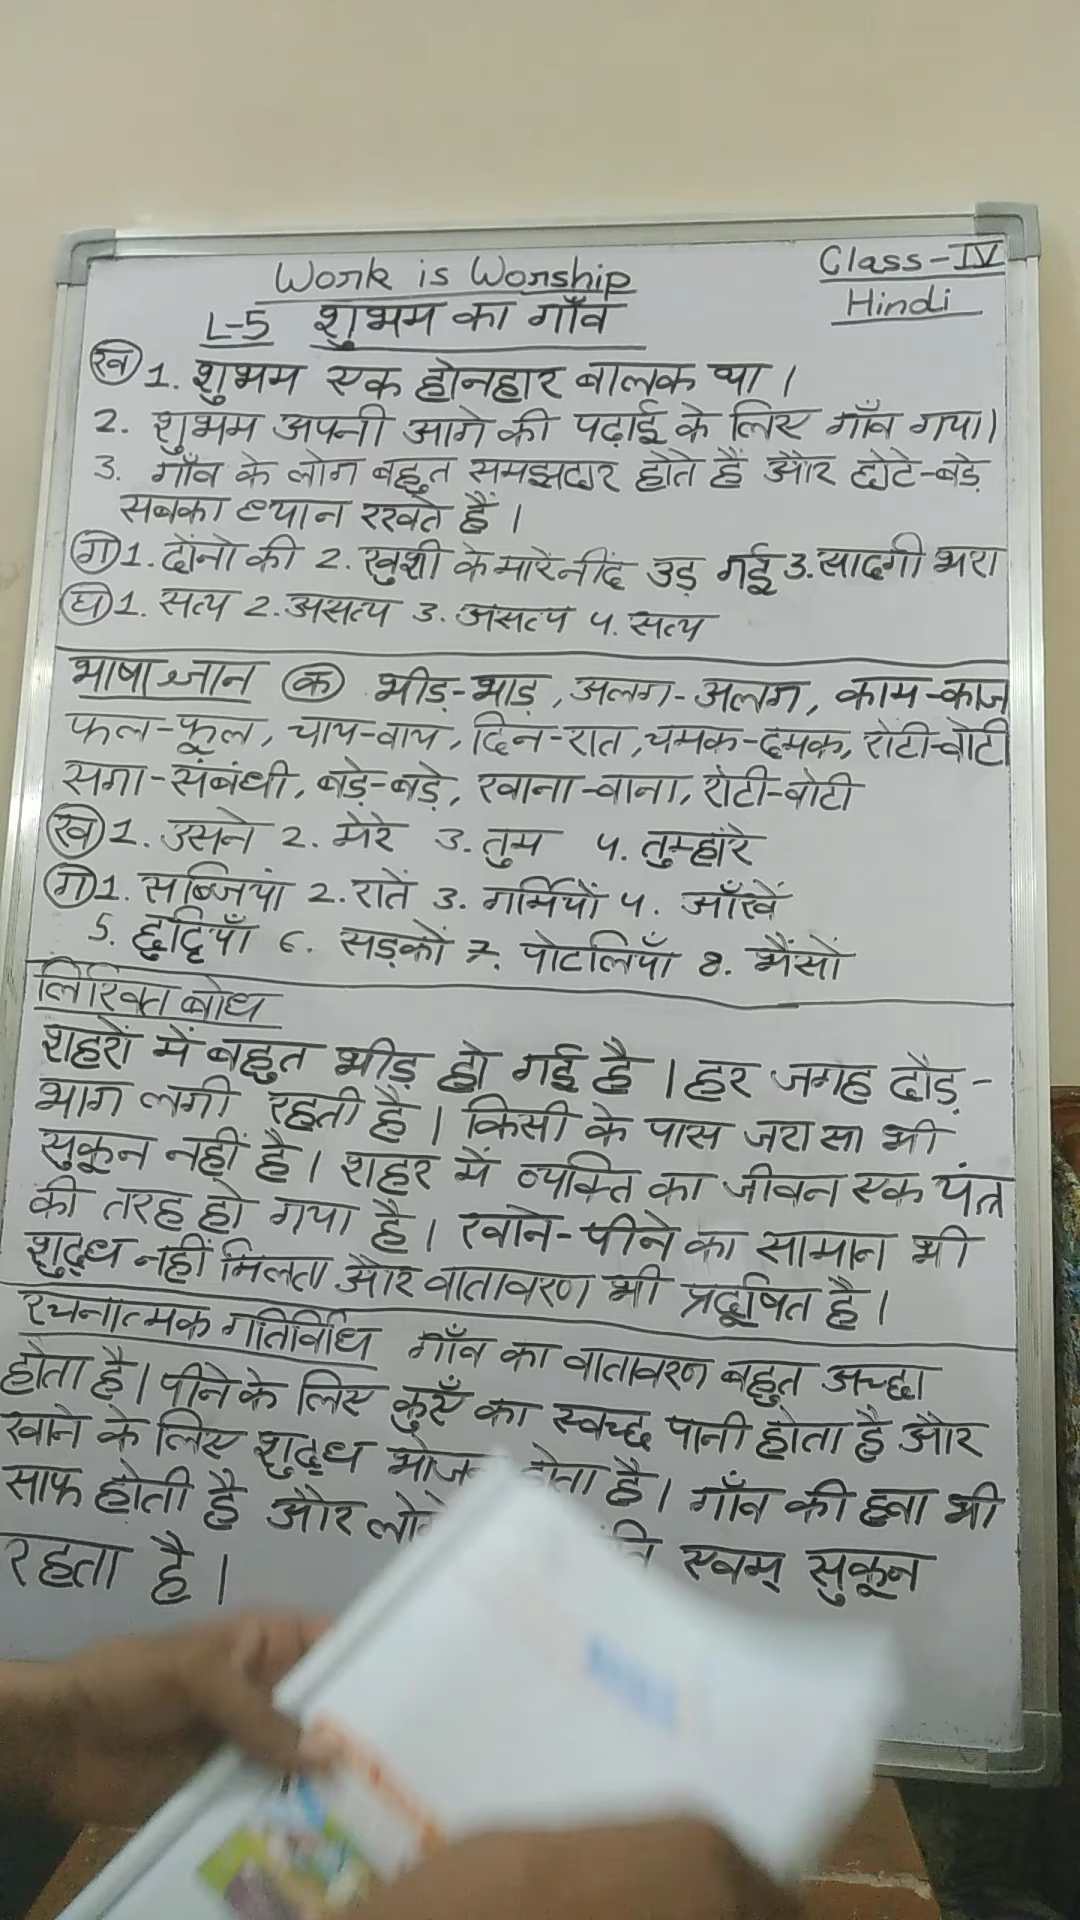 Work is Worship
Class-IV
Hindi
L-5 शुभम का गाँव
ख 1. शुभम एक होनहार बालक था।
2. शुभम अपनी आगे की पढ़ाई के लिए गाँव गया।
3. गाँव के लोग बहुत समझदार होते हैं और छोटे-बड़े
सबका ध्यान रखते हैं।
ग 1. दोनो की 2. खुशी के मारे नींद उड़ गई 3. सादगी भरा
घ 1. सत्य 2. असत्य 3. असत्य 4. सत्य
भाषा ज्ञान क भीड़-भाड़, अलग-अलग, काम-काज
फल-फूल, चाय-वाय, दिन-रात, चमक-दमक, रोटी-वोटी
सगा-संबंधी, बड़े-बड़े, खाना-वाना, रोटी-वोटी
ख 1. उसने 2. मेरे 3. तुम 4. तुम्हारे
ग 1. सब्जियां 2. रातें 3. गर्मियों 4. आँखें
5. छुट्टियाँ 6. सड़कों 7. पोटलियाँ 8. भैंसों
लिखित बोध
शहरों में बहुत भीड़ हो गई है। हर जगह दौड़-
भाग लगी रहती है। किसी के पास जरा सा भी
सुकून नहीं है। शहर में व्यक्ति का जीवन एक यंत्र
की तरह हो गया है। खाने-पीने का सामान भी
शुद्ध नहीं मिलता और वातावरण भी प्रदूषित है।
रचनात्मक गतिविधि गाँव का वातावरण बहुत अच्छा
होता है। पीने के लिए कुएँ का स्वच्छ पानी होता है और
खाने के लिए शुद्ध भोजन होता है। गाँव की हवा भी
साफ होती है और एवम् सुकून
रहता है।